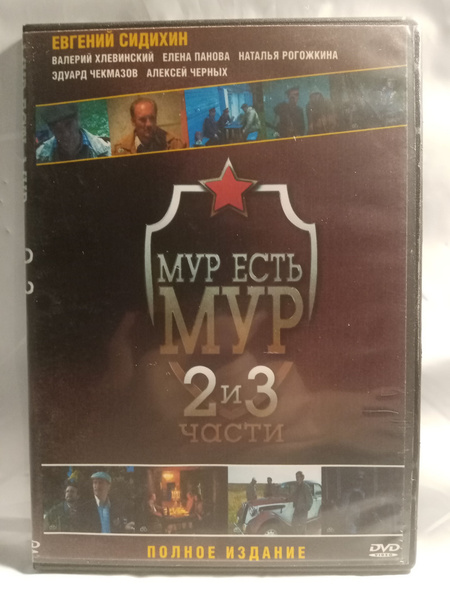 ЕВГЕНИЙ СИДИХИН
ВАЛЕРИЙ ХЛЕВИНСКИЙ ЕЛЕНА ПАНОВА НАТАЛЬЯ РОГОЖКИНА
ЭДУАРД ЧЕКМАЗОВ АЛЕКСЕЙ ЧЕРНЫХ
МУР ЕСТЬ
МУР
2 и 3
части
ПОЛНОЕ ИЗДАНИЕ
DVD
VIDEO